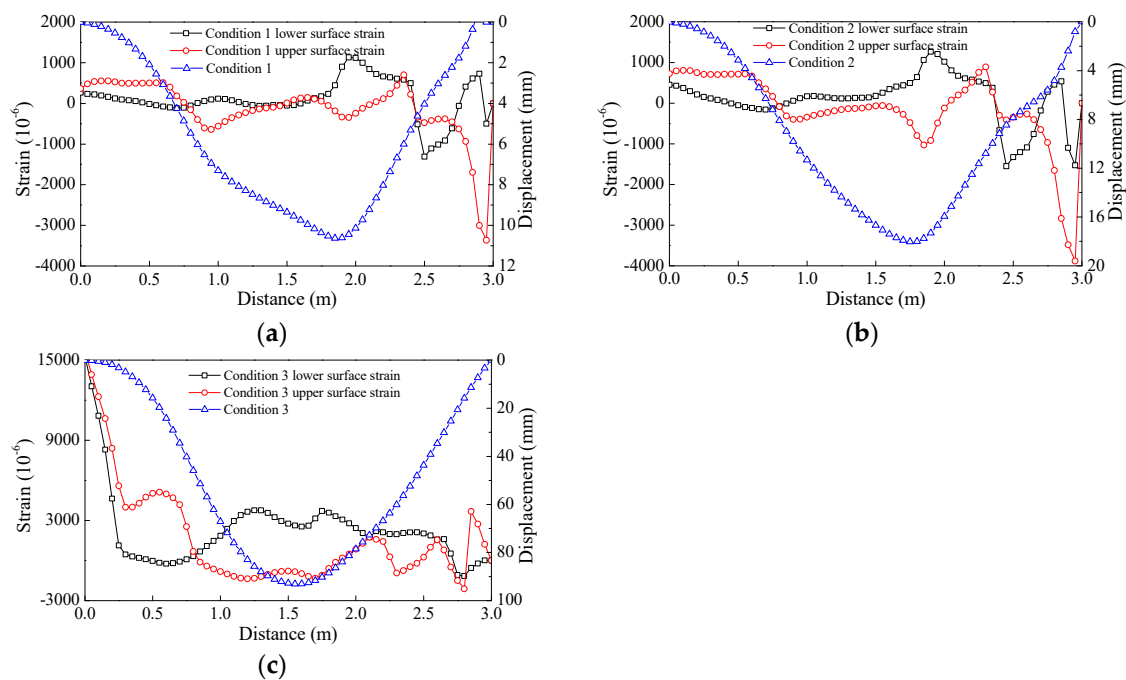 2000
1000
0
-1000
-2000
-3000
-4000
Strain (10-6)
Condition 1 lower surface strain
Condition 1 upper surface strain
Condition 1
0
2
4
6
8
10
12
Displacement (mm)
0.0 0.5 1.0 1.5 2.0 2.5 3.0
Distance (m)
(a)
2000
1000
0
-1000
-2000
-3000
-4000
Strain (10-6)
Condition 2 lower surface strain
Condition 2 upper surface strain
Condition 2
0
4
8
12
16
20
Displacement (mm)
0.0 0.5 1.0 1.5 2.0 2.5 3.0
Distance (m)
(b)
15000
9000
3000
-3000
Strain (10-6)
Condition 3 lower surface strain
Condition 3 upper surface strain
Condition 3
0
20
40
60
80
100
Displacement (mm)
0.0 0.5 1.0 1.5 2.0 2.5 3.0
Distance (m)
(c)